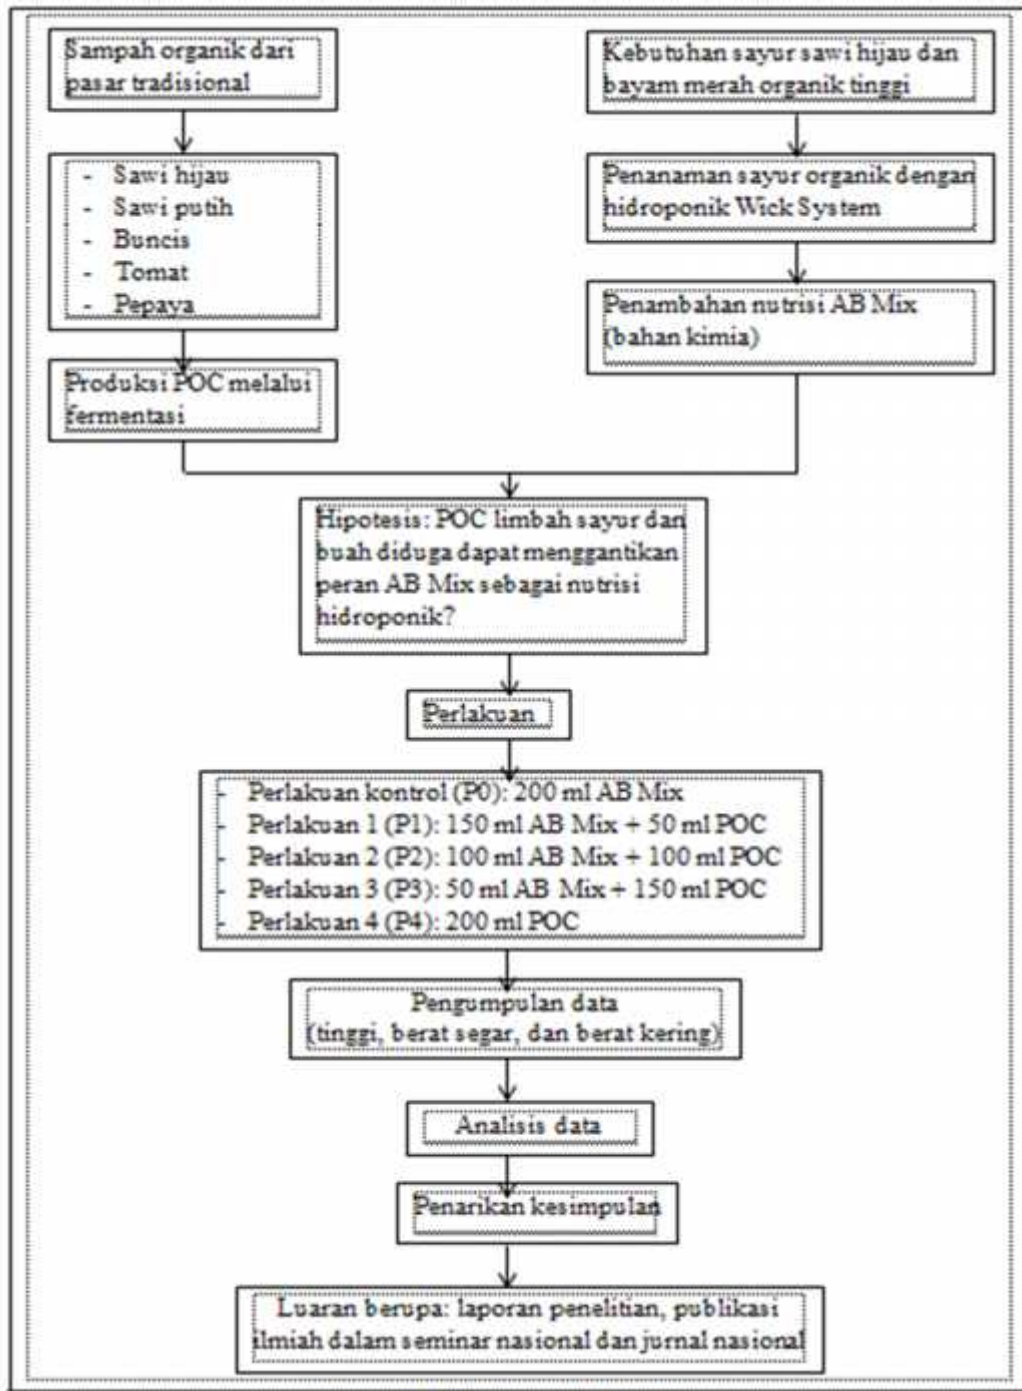 Sampah organik dari
pasar tradisional
Kebutuhan sayur sawi hijau dan
bayam merah organik tinggi
- Sawi hijau
- Sawi putih
- Buncis
- Tomat
- Pepaya
Penanaman sayur organik dengan
hidroponik Wick System
Penambahan nutrisi AB Mix
(bahan kimia)
Produksi POC melalui
fermentasi
Hipotesis: POC limbah sayur dan
buah diduga dapat menggantikan
peran AB Mix sebagai nutrisi
hidroponik?
Perlakuan
- Perlakuan kontrol (P0): 200 ml AB Mix
- Perlakuan 1 (P1): 150 ml AB Mix + 50 ml POC
- Perlakuan 2 (P2): 100 ml AB Mix + 100 ml POC
- Perlakuan 3 (P3): 50 ml AB Mix + 150 ml POC
- Perlakuan 4 (P4): 200 ml POC
Pengumpulan data
(tinggi, berat segar, dan berat kering)
Analisis data
Penarikan kesimpulan
Luaran berupa: laporan penelitian, publikasi
ilmiah dalam seminar nasional dan jurnal nasional